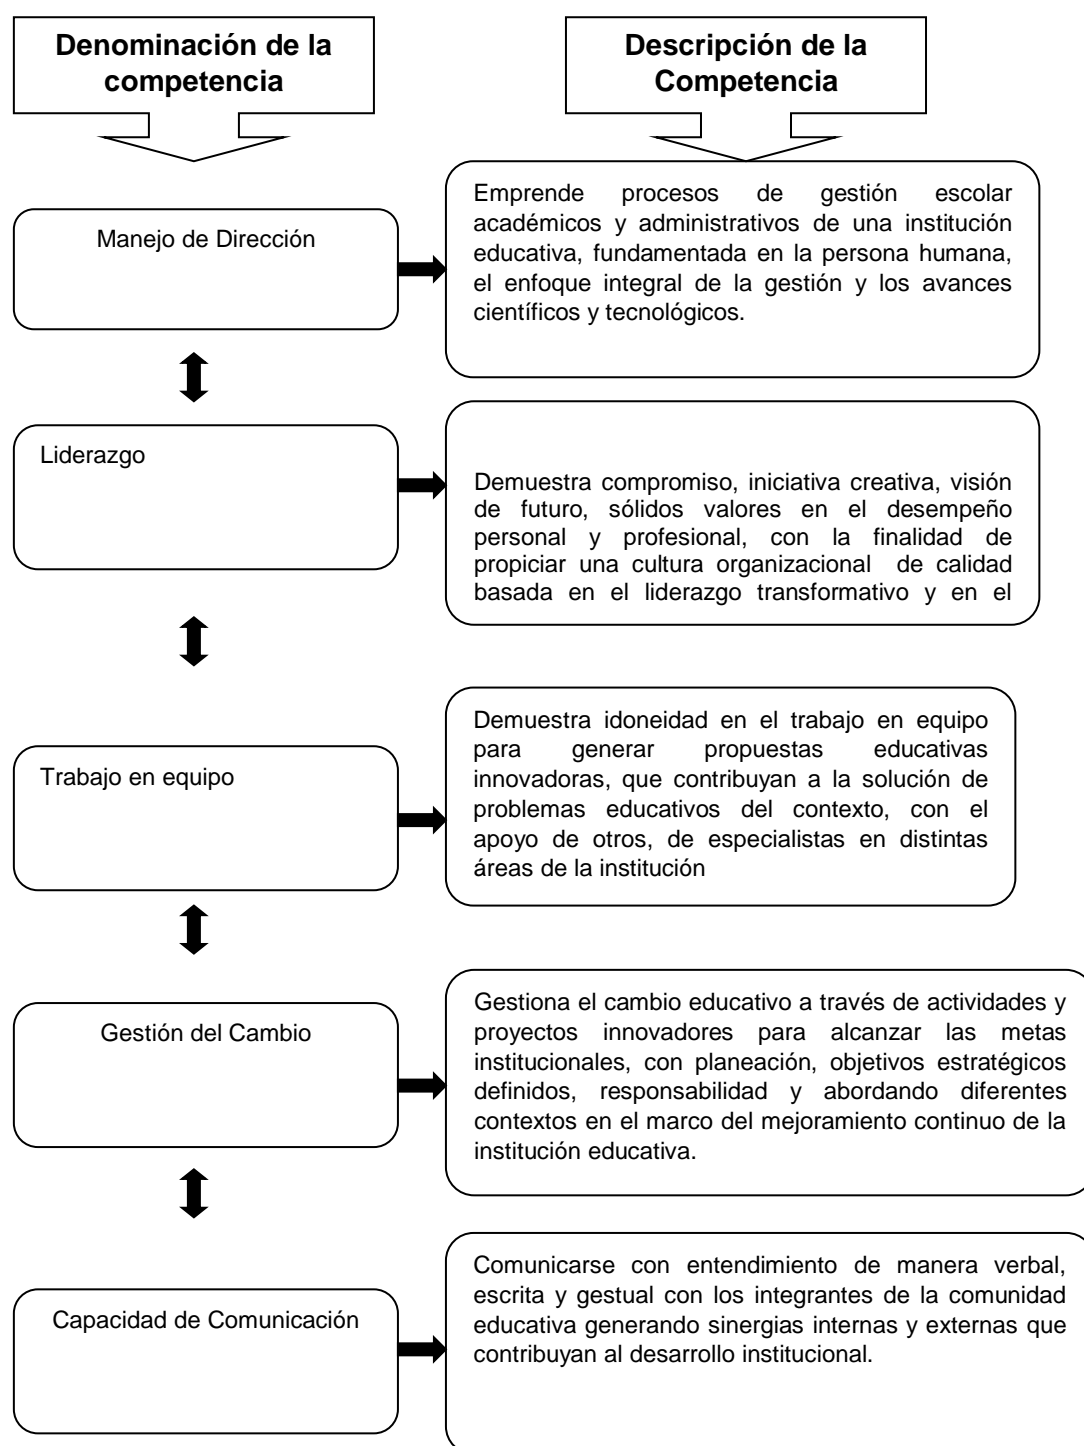 Denominación de la
competencia
Descripción de la
Competencia
Manejo de Dirección
Emprende procesos de gestión escolar
académicos y administrativos de una institución
educativa, fundamentada en la persona humana,
el enfoque integral de la gestión y los avances
científicos y tecnológicos.
Liderazgo
Demuestra compromiso, iniciativa creativa, visión
de futuro, sólidos valores en el desempeño
personal y profesional, con la finalidad de
propiciar una cultura organizacional de calidad
basada en el liderazgo transformativo y en el
Trabajo en equipo
Demuestra idoneidad en el trabajo en equipo
para generar propuestas educativas
innovadoras, que contribuyan a la solución de
problemas educativos del contexto, con el
apoyo de otros, de especialistas en distintas
áreas de la institución
Gestión del Cambio
Gestiona el cambio educativo a través de actividades y
proyectos innovadores para alcanzar las metas
institucionales, con planeación, objetivos estratégicos
definidos, responsabilidad y abordando diferentes
contextos en el marco del mejoramiento continuo de la
institución educativa.
Capacidad de Comunicación
Comunicarse con entendimiento de manera verbal,
escrita y gestual con los integrantes de la comunidad
educativa generando sinergias internas y externas que
contribuyan al desarrollo institucional.